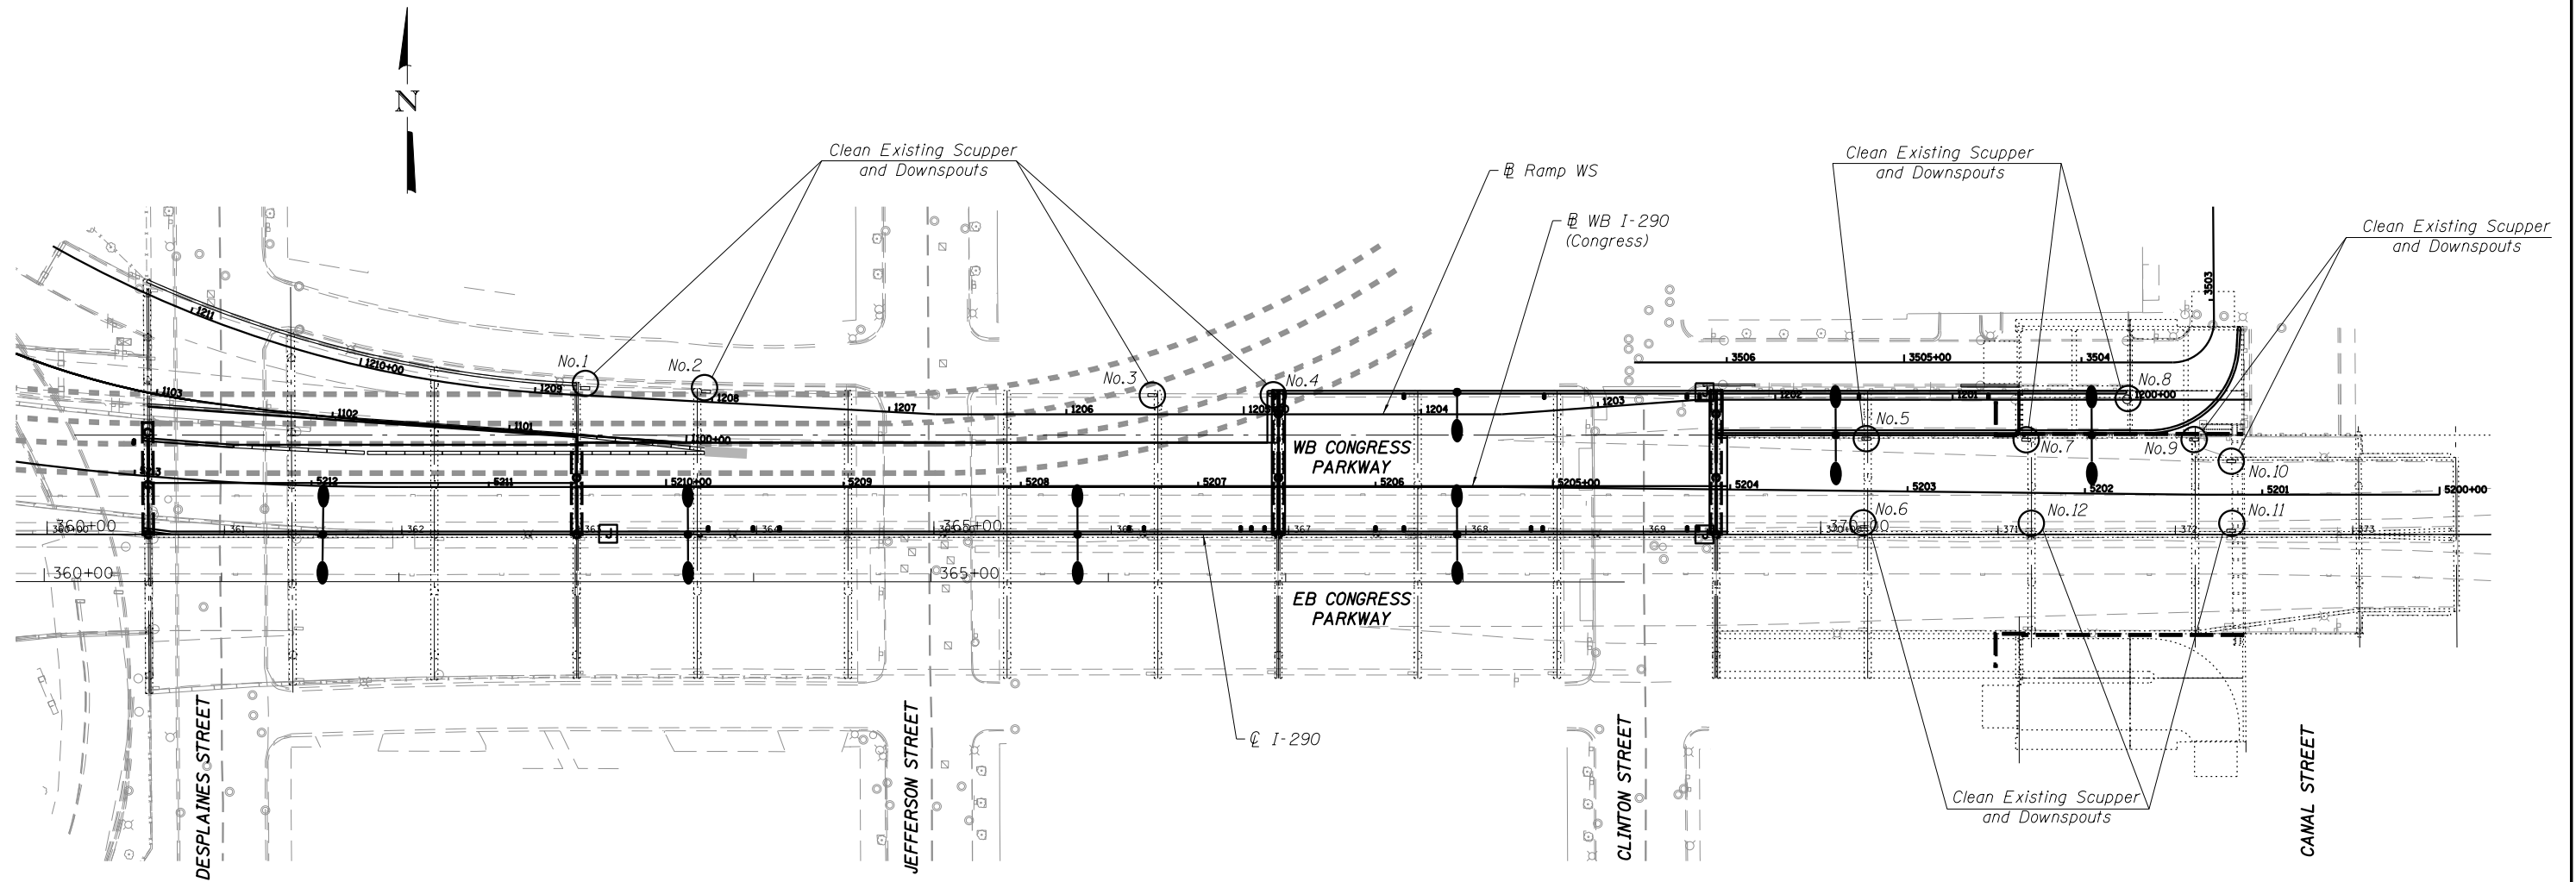 N
Clean Existing Scupper
and Downspouts
Clean Existing Scupper
and Downspouts
Clean Existing Scupper
and Downspouts
℄ Ramp WS
WB I-290
(Congress)
No.1
No.2
No.3
No.4
No.5
No.6
No.7
No.8
No.9
No.10
No.11
No.12
3503
3506
3505+00
3504
1211
1210+00
1209
1208
1207
1206
1204
1203
1202
1201
1200+00
1103
1102
1101
1100+00
WB CONGRESS
PARKWAY
5213
5212
5211
5210+00
5209
5208
5207
5206
5205+00
5204
5203
5202
5201
5200+00
360+00
361
362
364
365+00
367
368
369
370+00
371
372
373
J
J
360+00
365+00
EB CONGRESS
PARKWAY
℄ I-290
DESPLAINES STREET
JEFFERSON STREET
CLINTON STREET
CANAL STREET
Clean Existing Scupper
and Downspouts